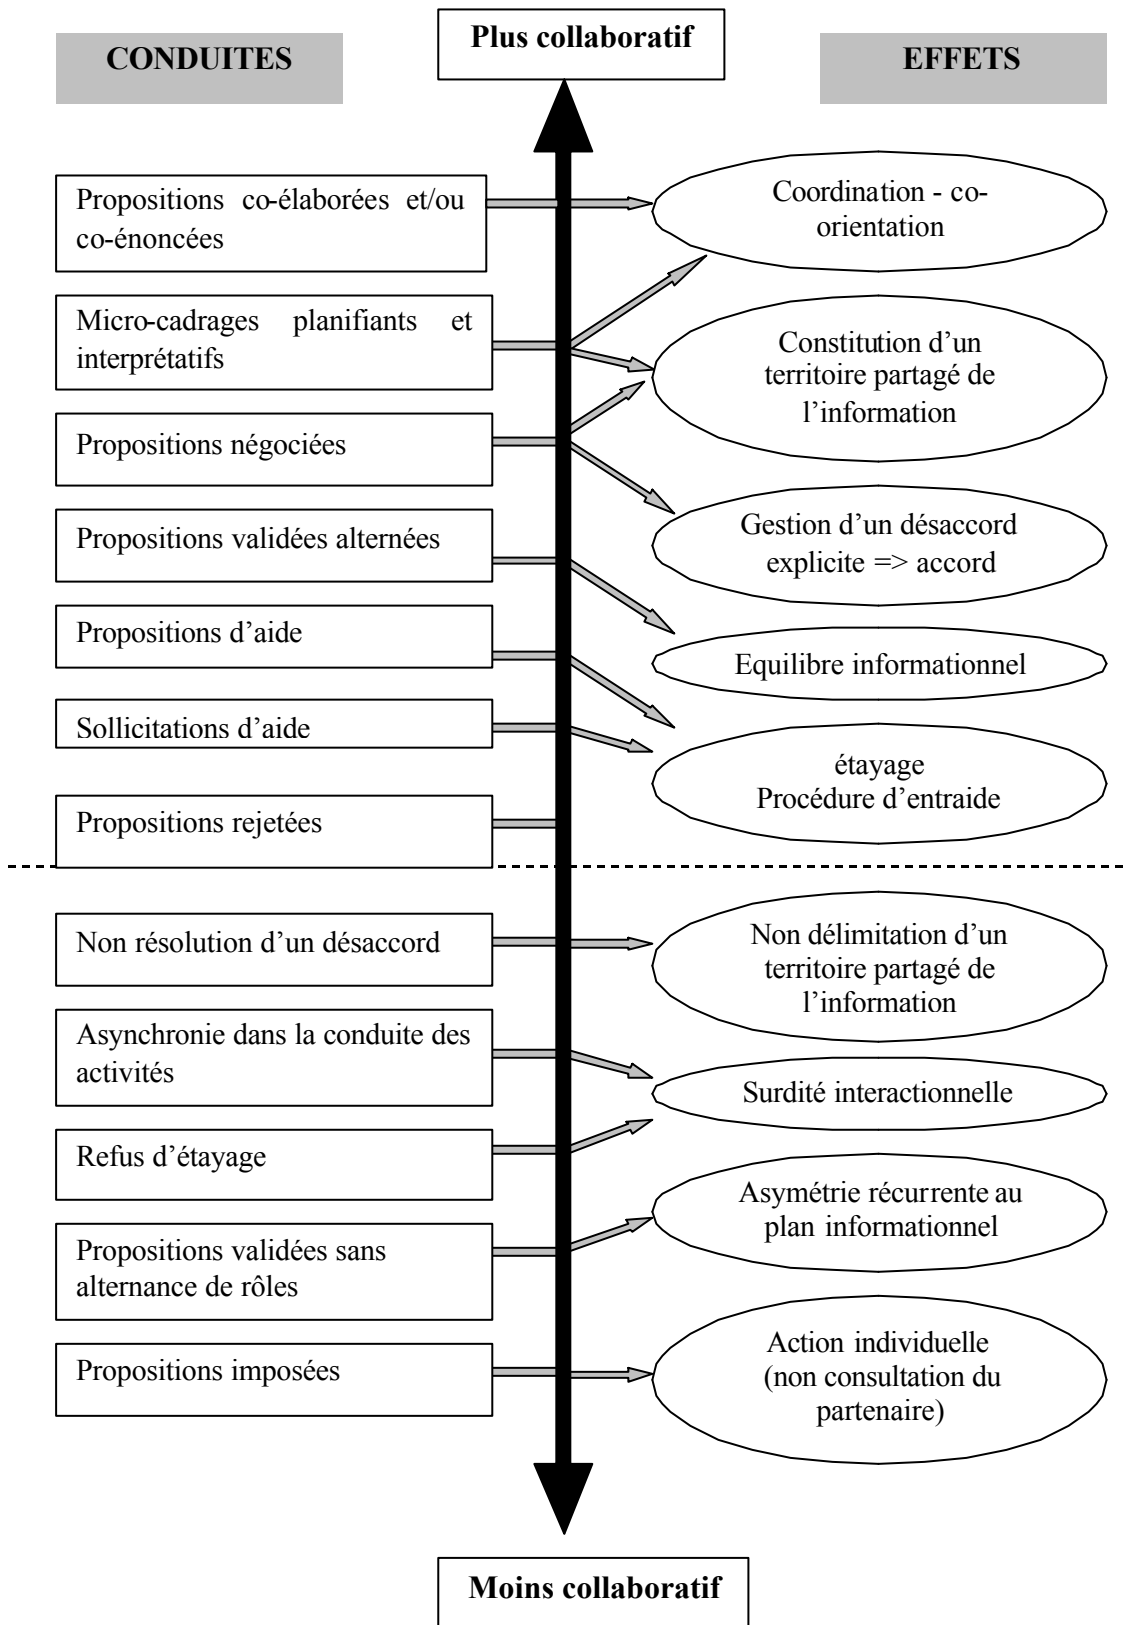 Plus collaboratif
CONDUITES
EFFETS
Propositions co-élaborées et/ou
co-énoncées
Coordination - co-
orientation
Micro-cadrages planifiants et
interprétatifs
Constitution d'un
territoire partagé de
l'information
Propositions négociées
Gestion d'un désaccord
explicite => accord
Propositions validées alternées
Equilibre informationnel
Propositions d'aide
Sollicitations d'aide
étayage
Procédure d'entraide
Propositions rejetées
Non résolution d'un désaccord
Non délimitation d'un
territoire partagé de
l'information
Asynchronie dans la conduite des
activités
Surdité interactionnelle
Refus d'étayage
Asymétrie récurrente au
plan informationnel
Propositions validées sans
alternance de rôles
Propositions imposées
Action individuelle
(non consultation du
partenaire)
Moins collaboratif